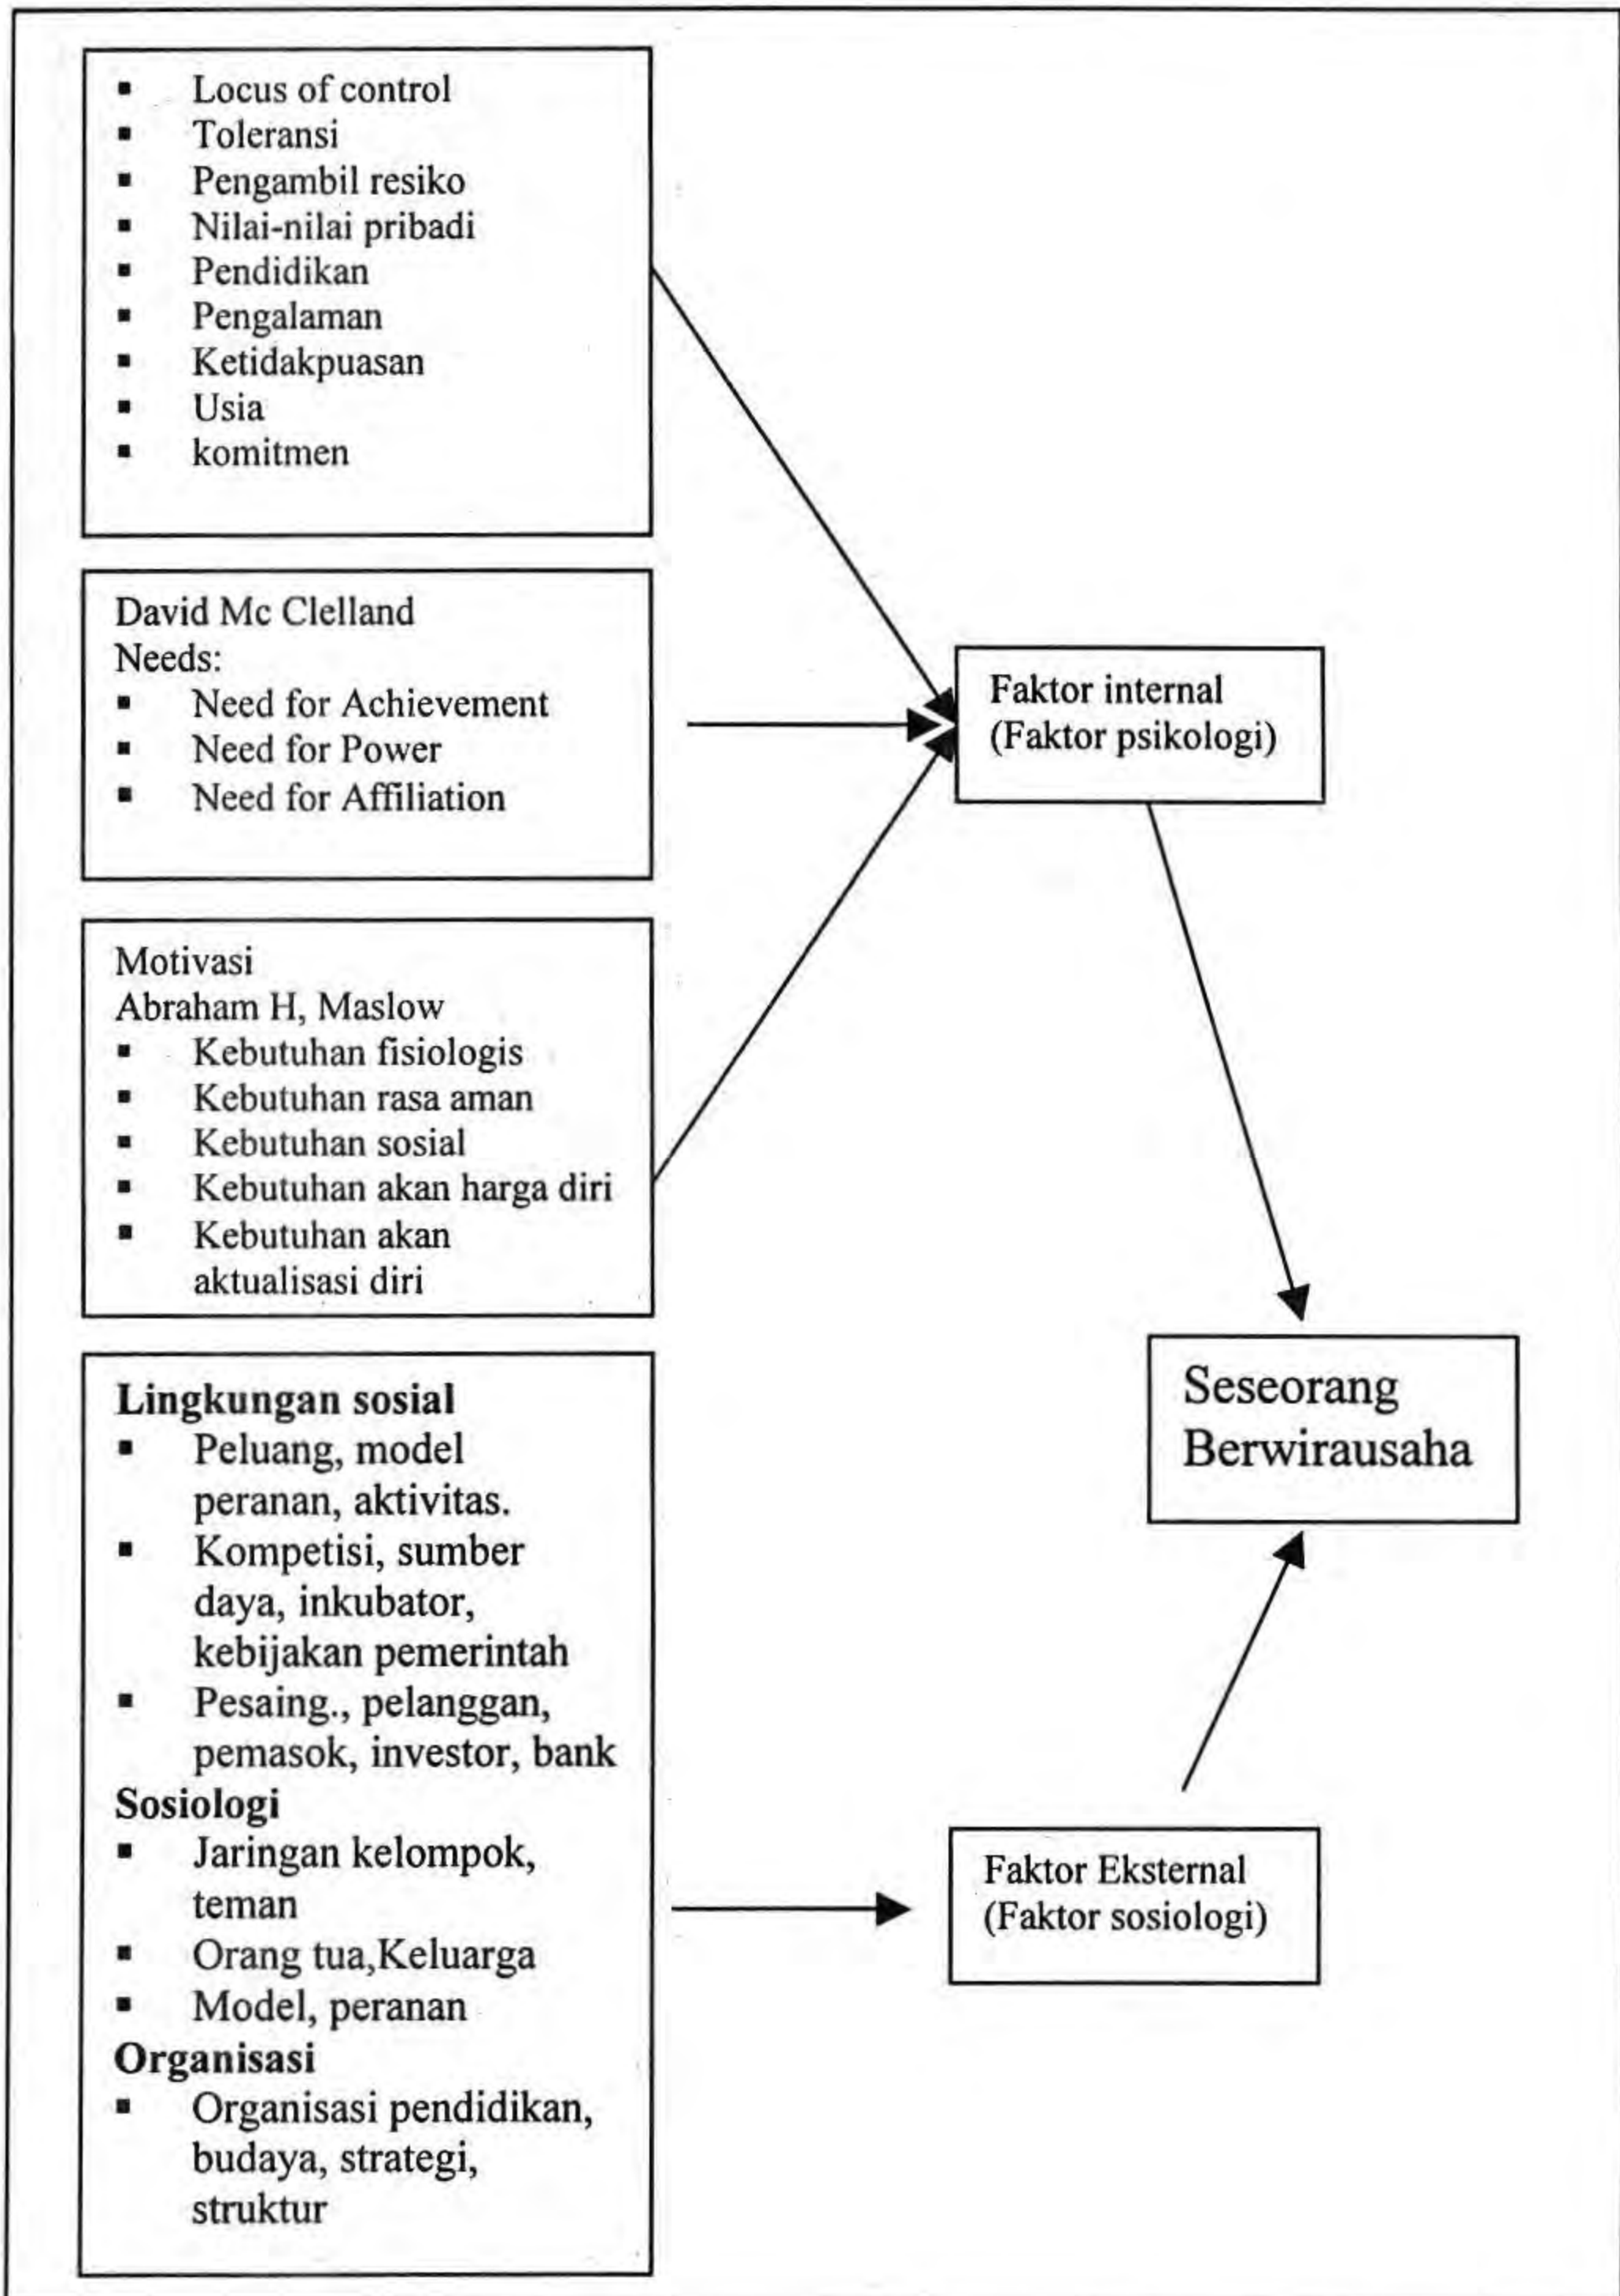 ▪ Locus of control
▪ Toleransi
▪ Pengambil resiko
▪ Nilai-nilai pribadi
▪ Pendidikan
▪ Pengalaman
▪ Ketidakpuasan
▪ Usia
▪ komitmen
David Mc Clelland
Needs:
▪ Need for Achievement
▪ Need for Power
▪ Need for Affiliation
Faktor internal
(Faktor psikologi)
Motivasi
Abraham H, Maslow
▪ Kebutuhan fisiologis
▪ Kebutuhan rasa aman
▪ Kebutuhan sosial
▪ Kebutuhan akan harga diri
▪ Kebutuhan akan
aktualisasi diri
Seseorang
Berwirausaha
Lingkungan sosial
▪ Peluang, model
peranan, aktivitas.
▪ Kompetisi, sumber
daya, inkubator,
kebijakan pemerintah
▪ Pesaing., pelanggan,
pemasok, investor, bank
Sosiologi
▪ Jaringan kelompok,
teman
▪ Orang tua,Keluarga
▪ Model, peranan
Organisasi
▪ Organisasi pendidikan,
budaya, strategi,
struktur
Faktor Eksternal
(Faktor sosiologi)